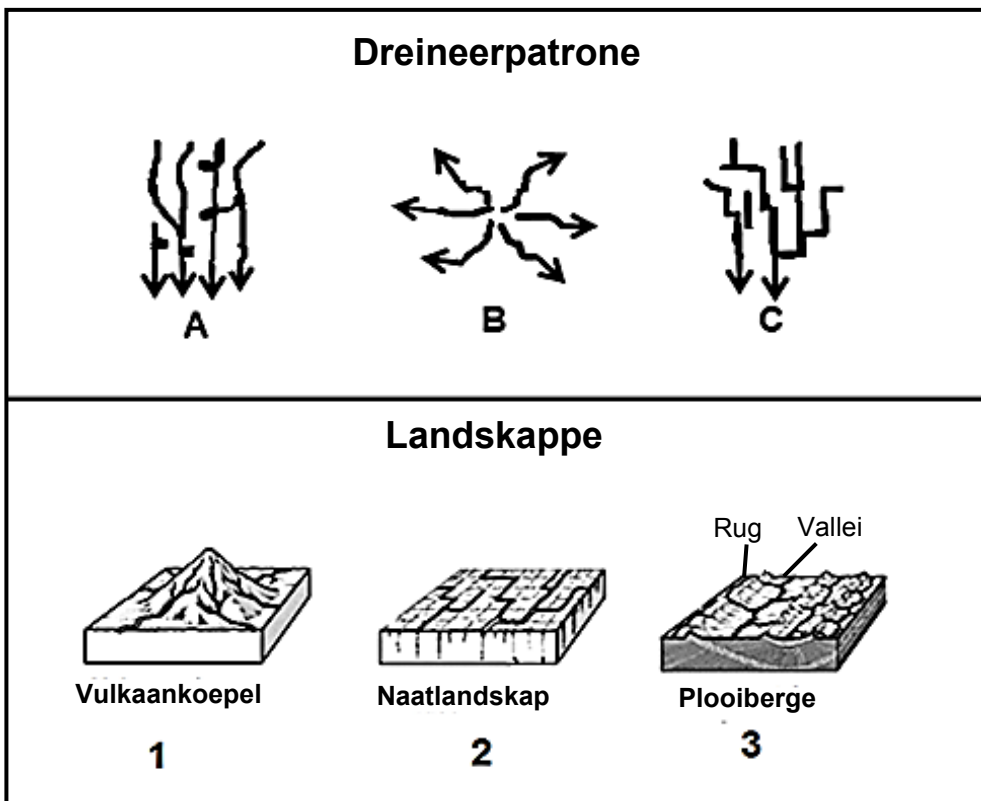 Dreineerpatrone
A B C
Landskappe
Rug Vallei
Vulkaankoepel Naatlandskap Plooiberge
1 2 3